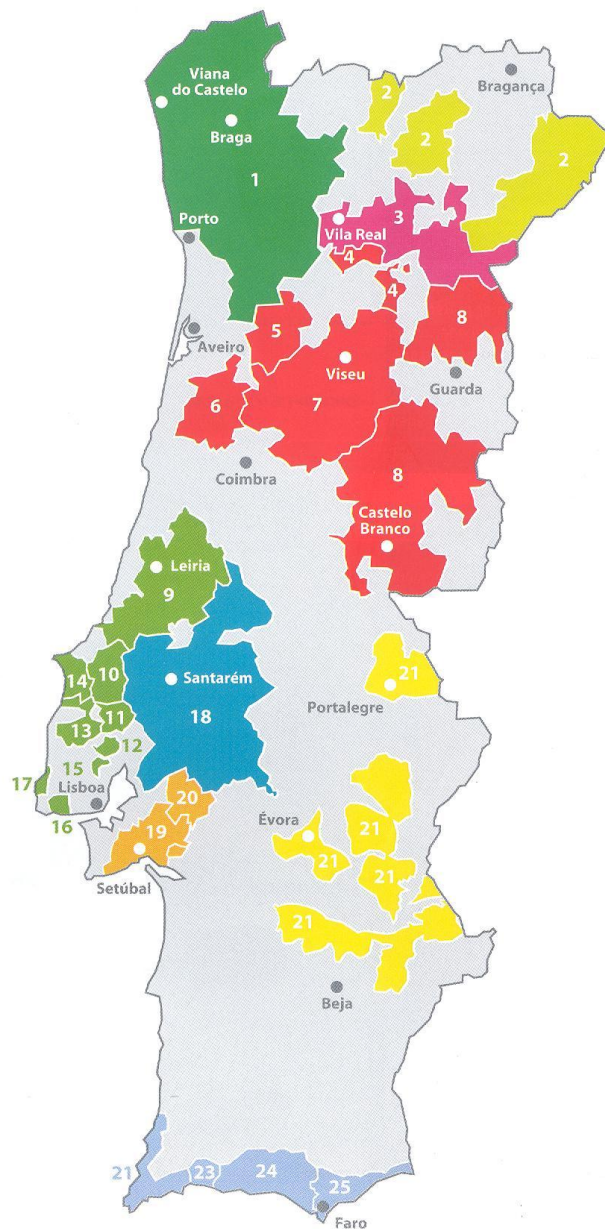 Viana
do Castelo
Bragança
2
Braga
2
2
1
Porto
3
Vila Real
4
4
5
8
Aveiro
Viseu
Guarda
6
7
Coimbra
8
Castelo
Branco
Leiria
9
14
10
21
Santarém
11
Portalegre
18
13
12
15
17
Lisboa
20
16
Évora
21
19
21
21
Setúbal
21
Beja
21
23
24
25
Faro